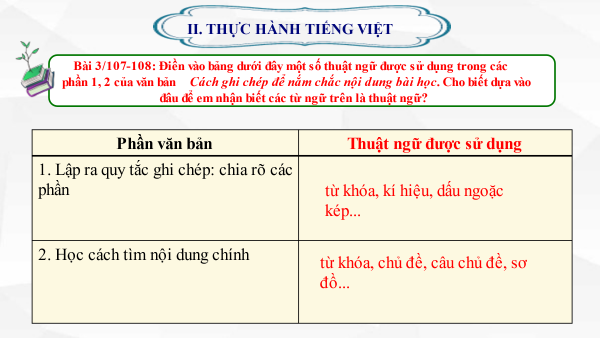 II. THỰC HÀNH TIẾNG VIỆT
Bài 3/107-108: Điền vào bảng dưới đây một số thuật ngữ được sử dụng trong các
phần 1, 2 của văn bản Cách ghi chép để nắm chắc nội dung bài học. Cho biết dựa vào
đâu để em nhận biết các từ ngữ trên là thuật ngữ?
Phần văn bản
Thuật ngữ được sử dụng
1. Lập ra quy tắc ghi chép: chia rõ các
phần
từ khóa, kí hiệu, dấu ngoặc
kép...
2. Học cách tìm nội dung chính
từ khóa, chủ đề, câu chủ đề, sơ
đồ...